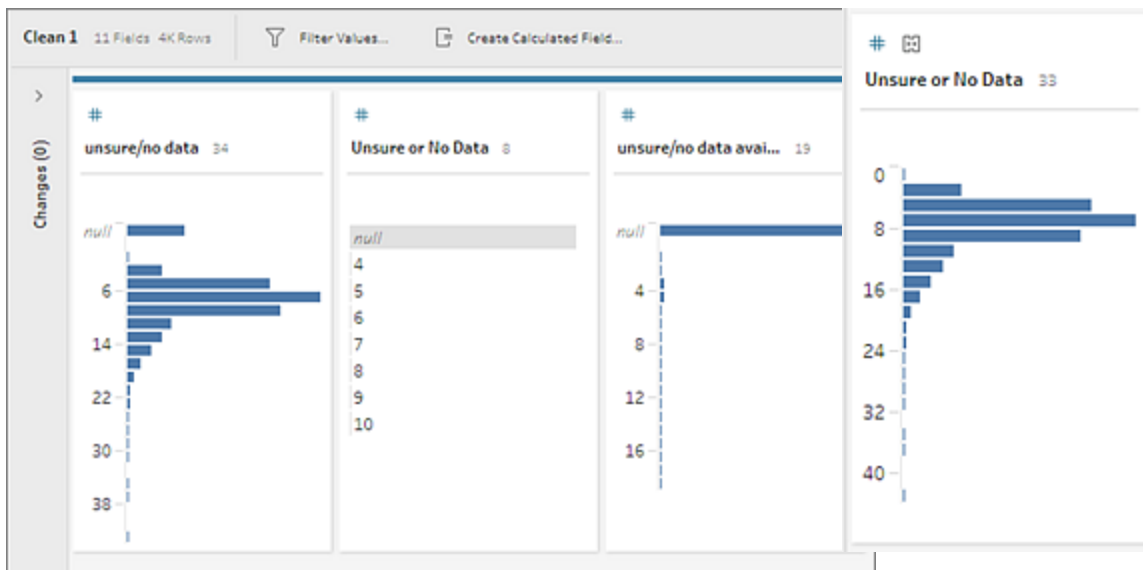 Clean 1 11 Fields 4K Rows Filter Values... Create Calculated Field...
Changes (0)
unsure/no data 34
null
6
14
22
30
38
Unsure or No Data 8
null
4
5
6
7
8
9
10
unsure/no data avai... 19
null
4
8
12
16
Unsure or No Data 33
0
8
16
24
32
40